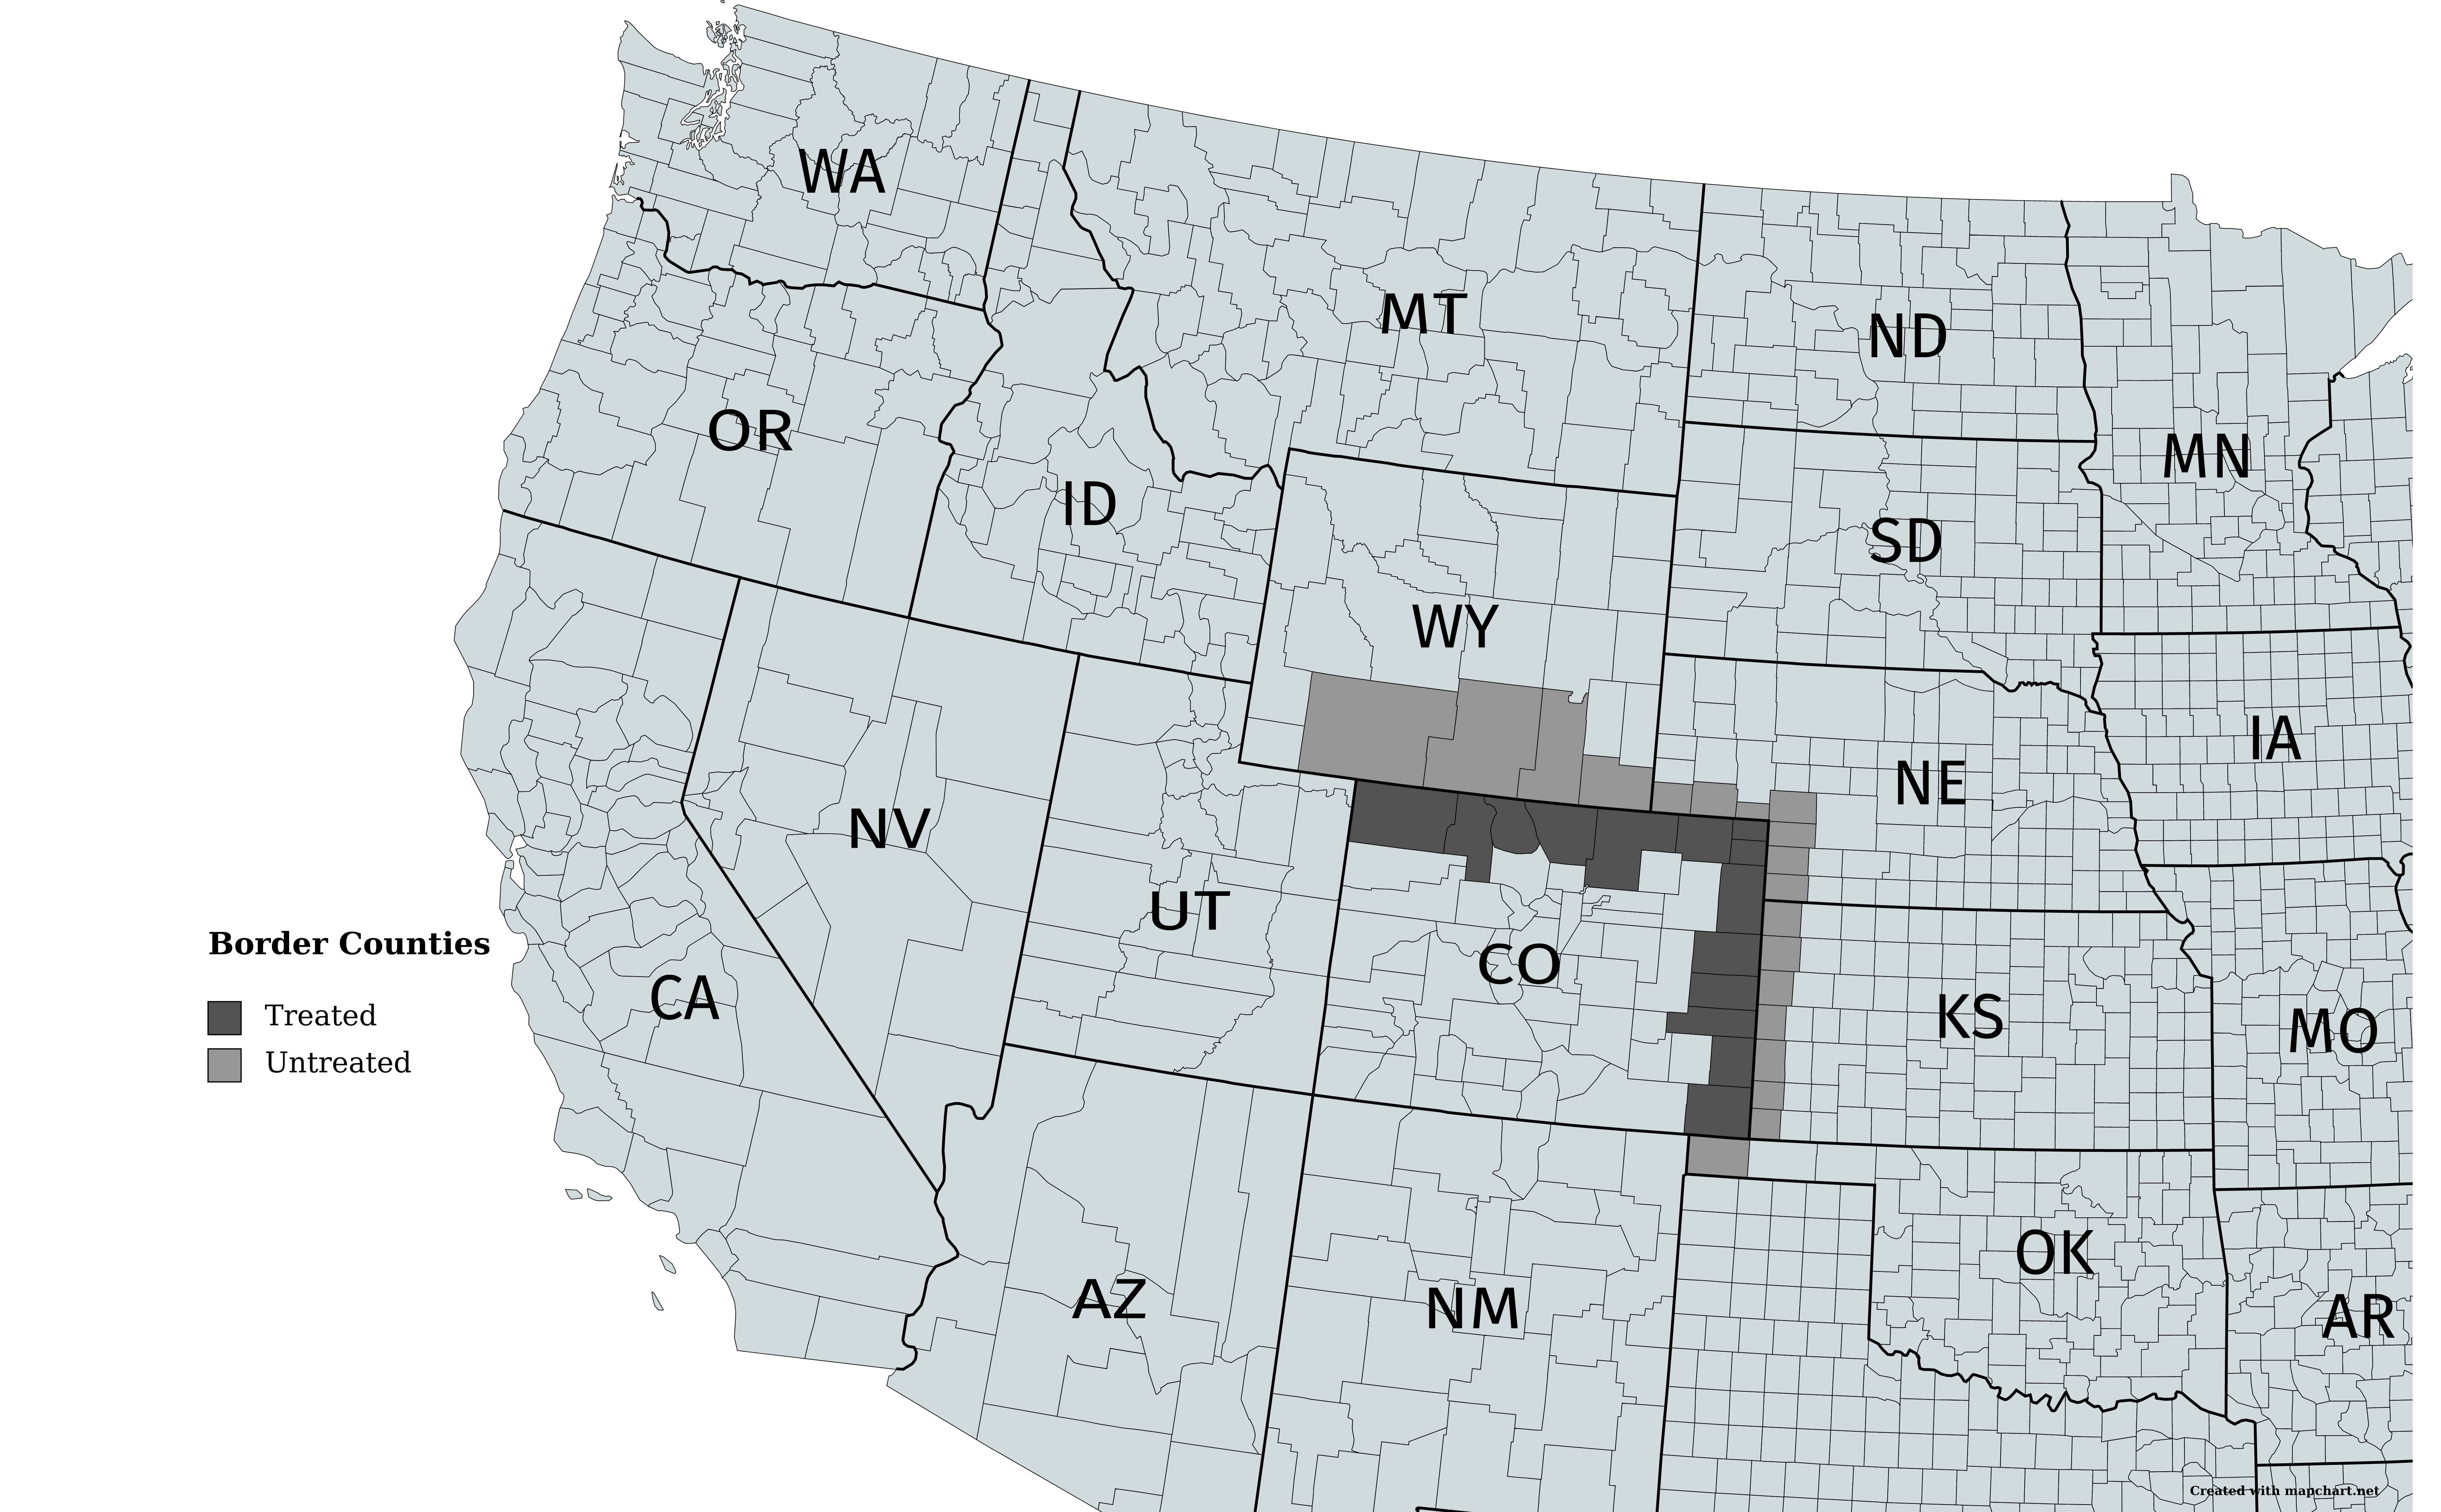 WA
MT
ND
MN
OR
ID
SD
WY
IA
NE
NV
UT
CO
Border Counties
CA
KS
Treated
MO
Untreated
OK
AZ
NM
AR
Created with mapchart.net